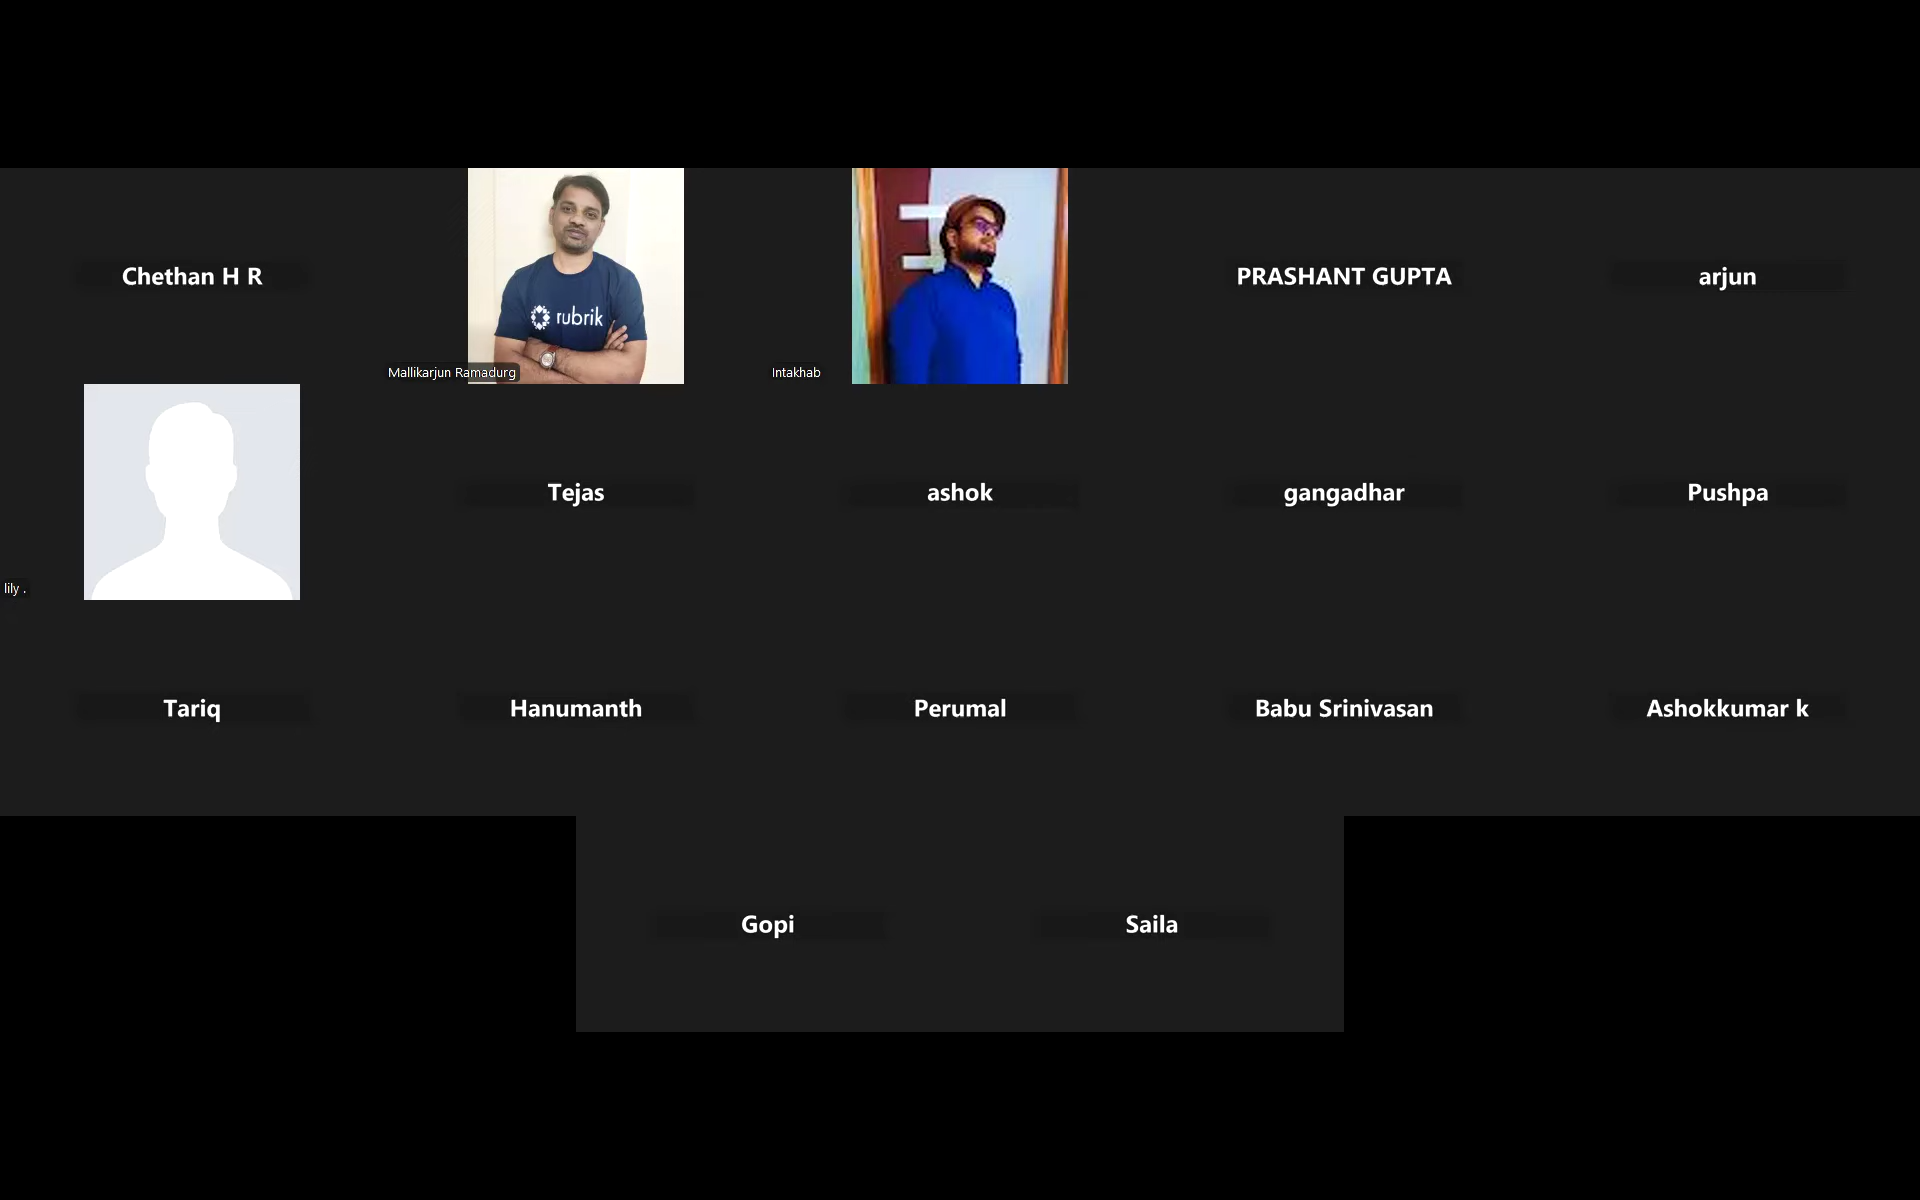 Chethan H R
rubrik
Mallikarjun Ramadurg
Intakhab
PRASHANT GUPTA
arjun
lily .
Tejas
ashok
gangadhar
Pushpa
Tariq
Hanumanth
Perumal
Babu Srinivasan
Ashokkumar k
Gopi
Saila